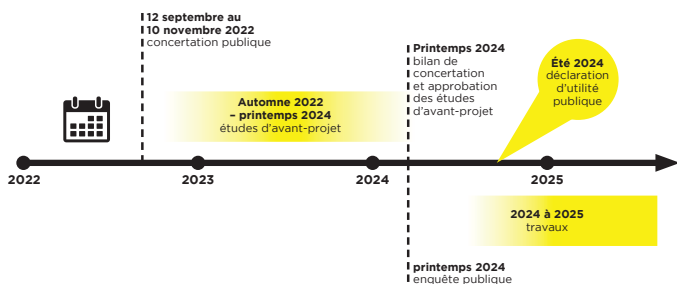 12 septembre au
10 novembre 2022
concertation publique
Automne 2022
– printemps 2024
études d'avant-projet
Printemps 2024
bilan de
concertation
et approbation
des études
d'avant-projet
Été 2024
déclaration
d'utilité
publique
2022
2023
2024
2025
2024 à 2025
travaux
printemps 2024
enquête publique